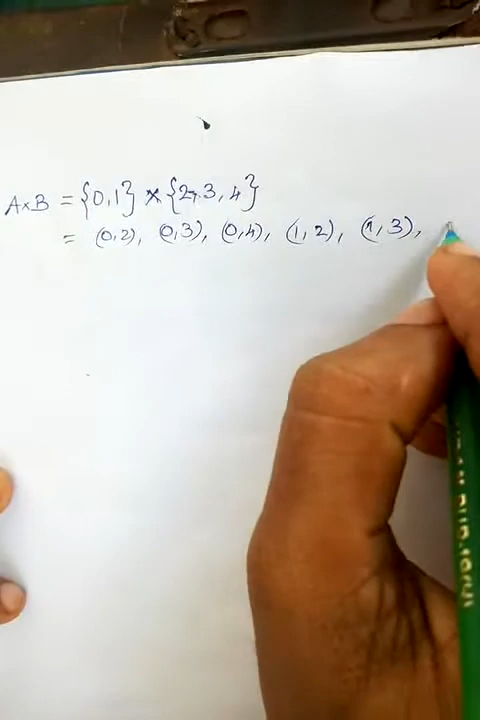 A×B = {0,1} × {2,3,4}
= (0,2), (0,3), (0,4), (1,2), (1,3),